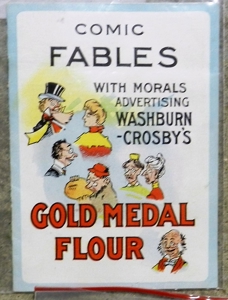 COMIC
FABLES
WITH MORALS
ADVERTISING
WASHBURN
-CROSBY'S
GOLD MEDAL
FLOUR